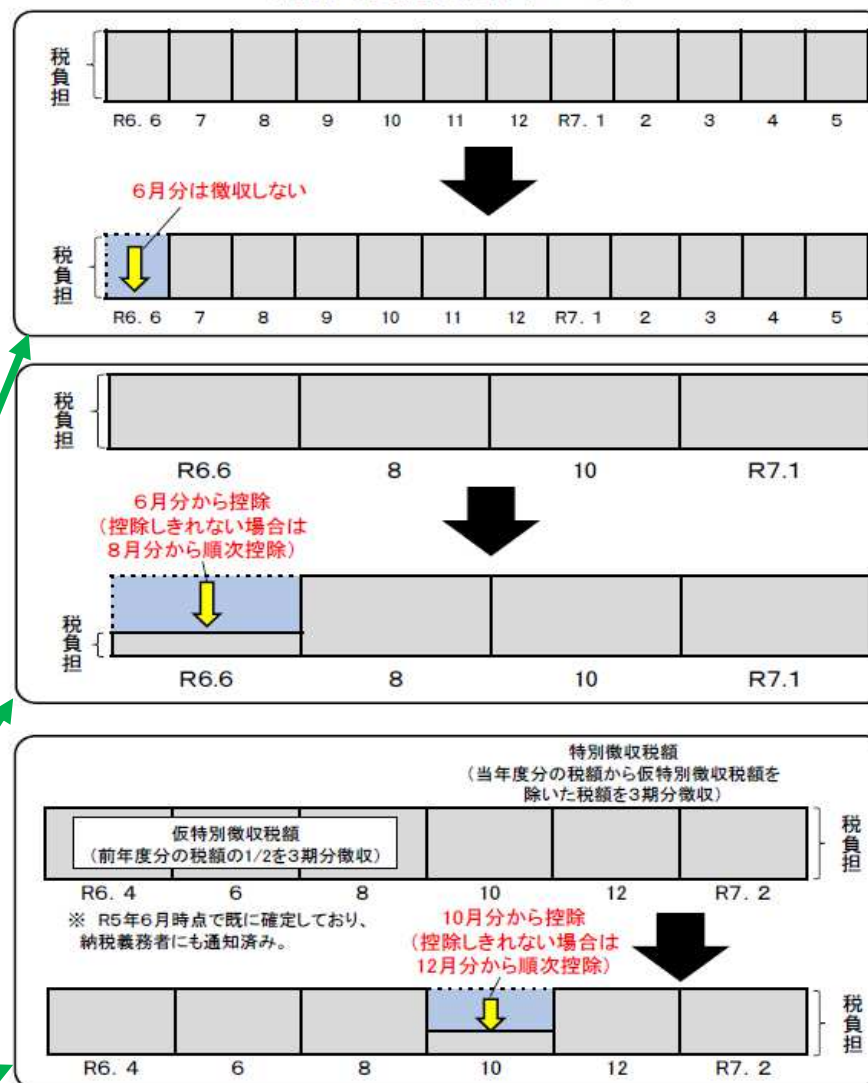 税負担
R6. 6 7 8 9 10 11 12 R7. 1 2 3 4 5
6月分は徴収しない
税負担
R6. 6 7 8 9 10 11 12 R7. 1 2 3 4 5
税負担
R6.6 8 10 R7.1
6月分から控除
(控除しきれない場合は
8月分から順次控除)
税負担
R6.6 8 10 R7.1
特別徴収税額
(当年度分の税額から仮特別徴収税額を
除いた税額を3期分徴収)
仮特別徴収税額
(前年度分の税額の1/2を3期分徴収)
税負担
R6. 4 6 8 10 12 R7. 2
※ R5年6月時点で既に確定しており、
納税義務者にも通知済み。
10月分から控除
(控除しきれない場合は
12月分から順次控除)
税負担
R6. 4 6 8 10 12 R7. 2